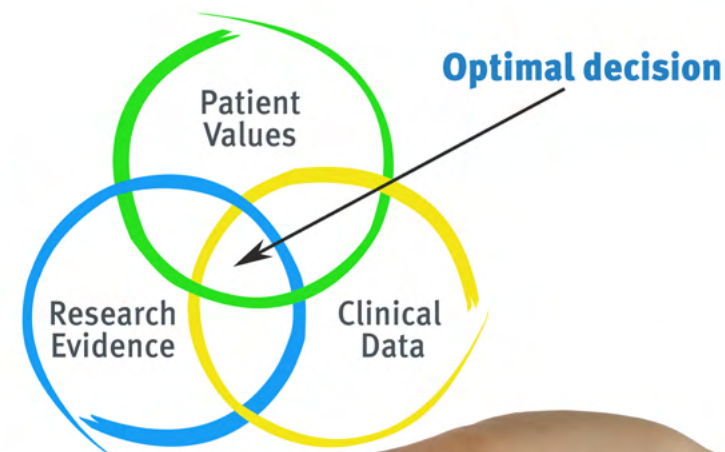 Optimal decision
Patient
Values
Research
Evidence
Clinical
Data